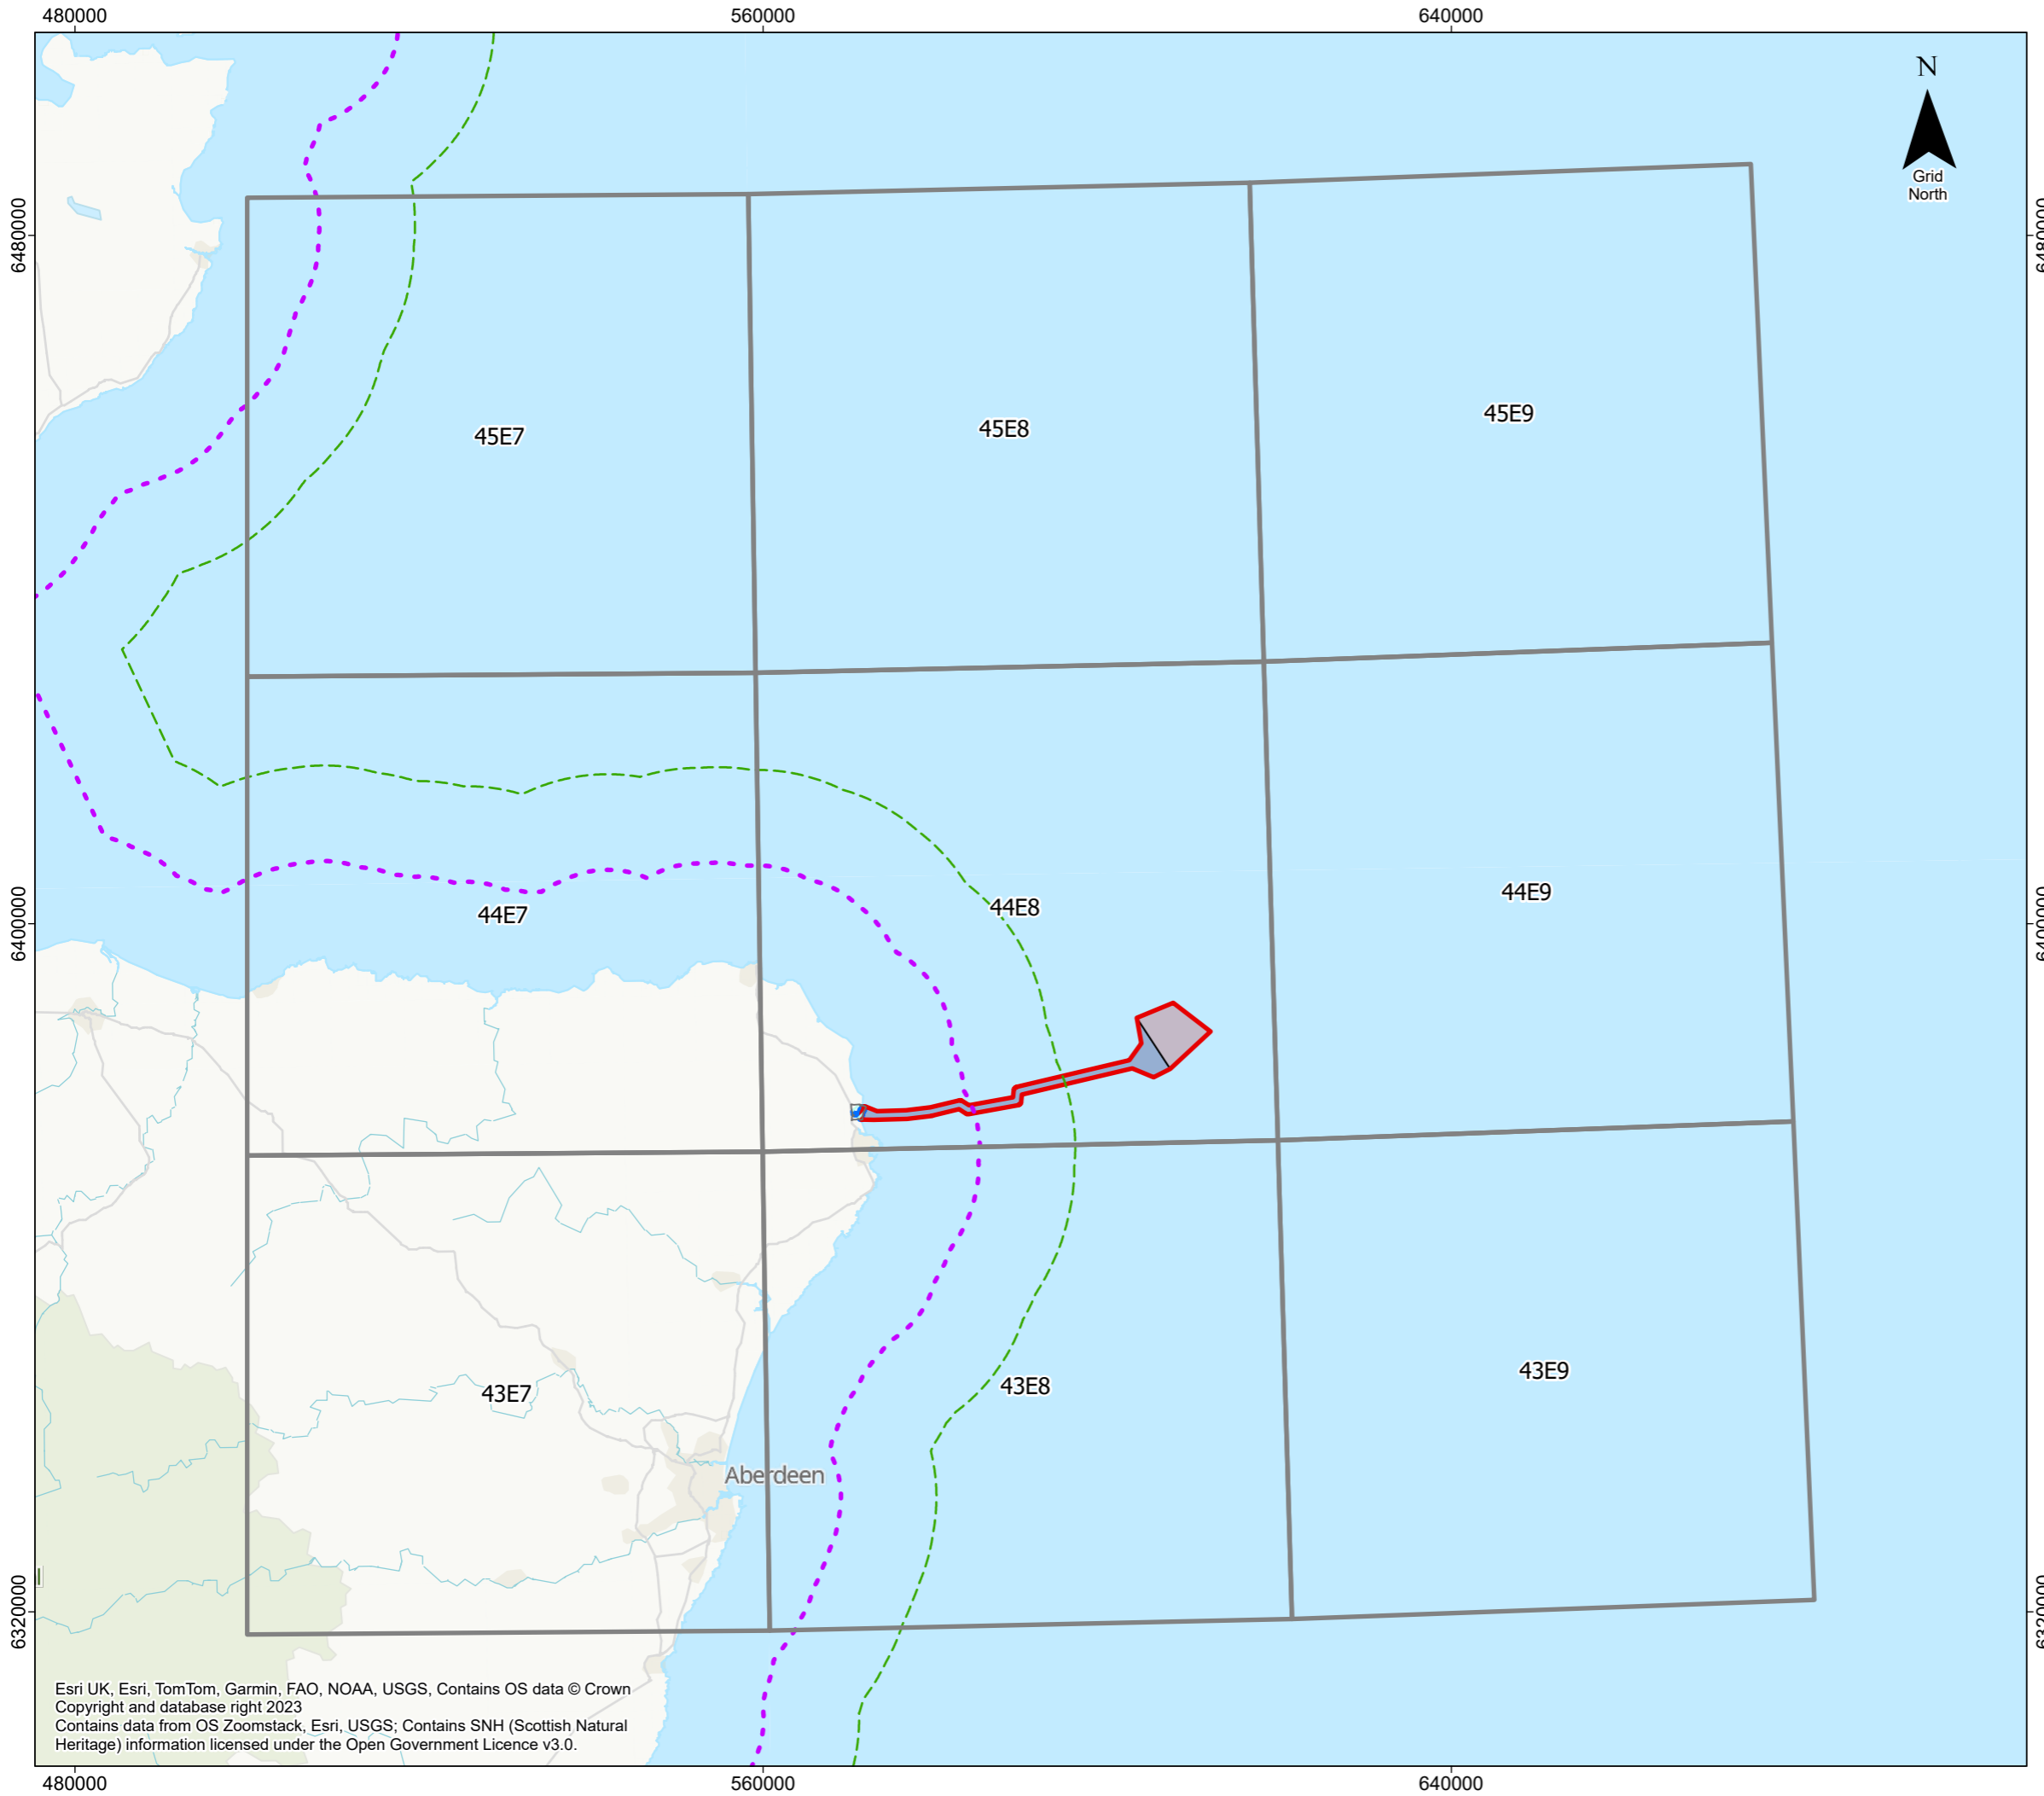 480000
560000
640000
N
Grid
North
6480000
6480000
45E7
45E8
45E9
6400000
6400000
44E7
44E8
44E9
43E7
43E8
43E9
Aberdeen
6320000
6320000
Esri UK, Esri, TomTom, Garmin, FAO, NOAA, USGS, Contains OS data © Crown
Copyright and database right 2023
Contains data from OS Zoomstack, Esri, USGS; Contains SNH (Scottish Natural
Heritage) information licensed under the Open Government Licence v3.0.
480000
560000
640000